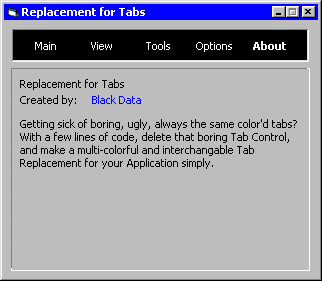 Replacement for Tabs
Main View Tools Options About
Replacement for Tabs
Created by: Black Data
Getting sick of boring, ugly, always the same color'd tabs?
With a few lines of code, delete that boring Tab Control,
and make a multi-colorful and interchangable Tab
Replacement for your Application simply.